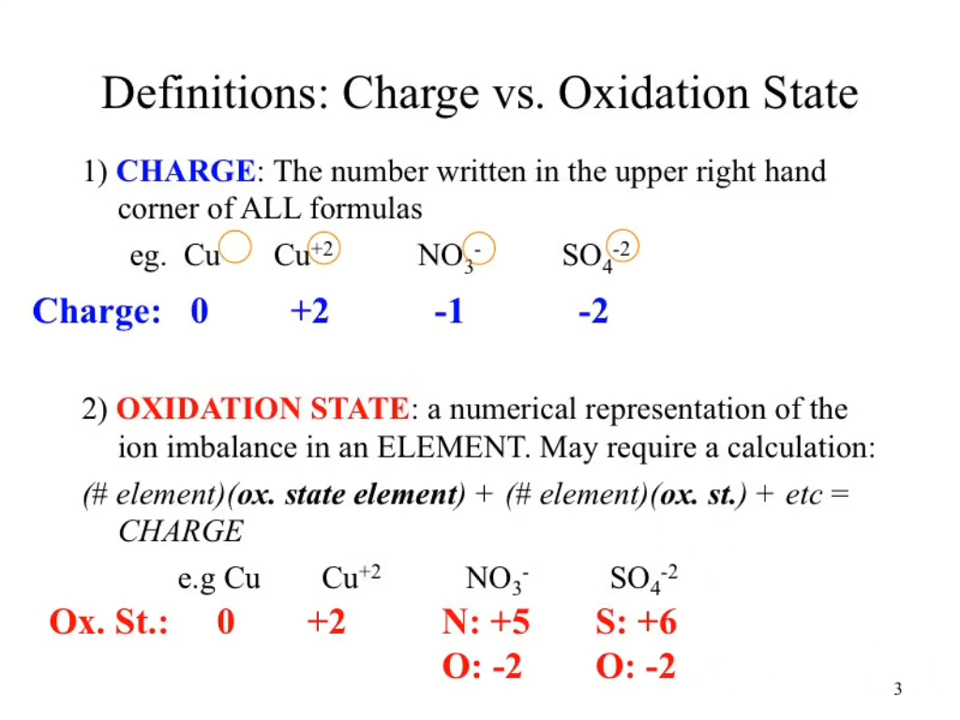 Definitions: Charge vs. Oxidation State
1) CHARGE: The number written in the upper right hand
corner of ALL formulas
eg. Cu Cu⁺² NO₃⁻ SO₄⁻²
Charge: 0 +2 -1 -2
2) OXIDATION STATE: a numerical representation of the
ion imbalance in an ELEMENT. May require a calculation:
(# element)(ox. state element) + (# element)(ox. st.) + etc =
CHARGE
e.g Cu Cu⁺² NO₃⁻ SO₄⁻²
Ox. St.: 0 +2 N: +5 S: +6
O: -2 O: -2
3